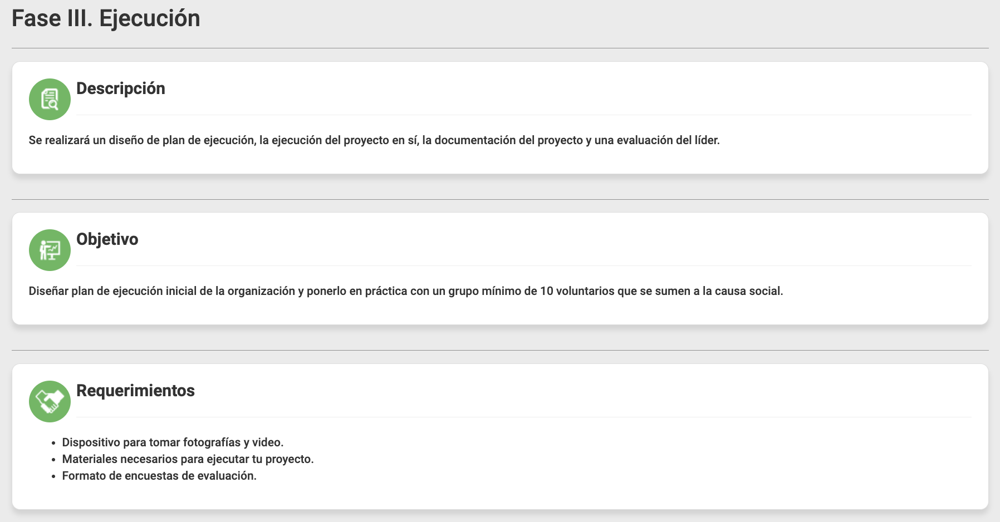 Fase III. Ejecución
Descripción
Se realizará un diseño de plan de ejecución, la ejecución del proyecto en sí, la documentación del proyecto y una evaluación del líder.
Objetivo
Diseñar plan de ejecución inicial de la organización y ponerlo en práctica con un grupo mínimo de 10 voluntarios que se sumen a la causa social.
Requerimientos
• Dispositivo para tomar fotografías y video.
• Materiales necesarios para ejecutar tu proyecto.
• Formato de encuestas de evaluación.